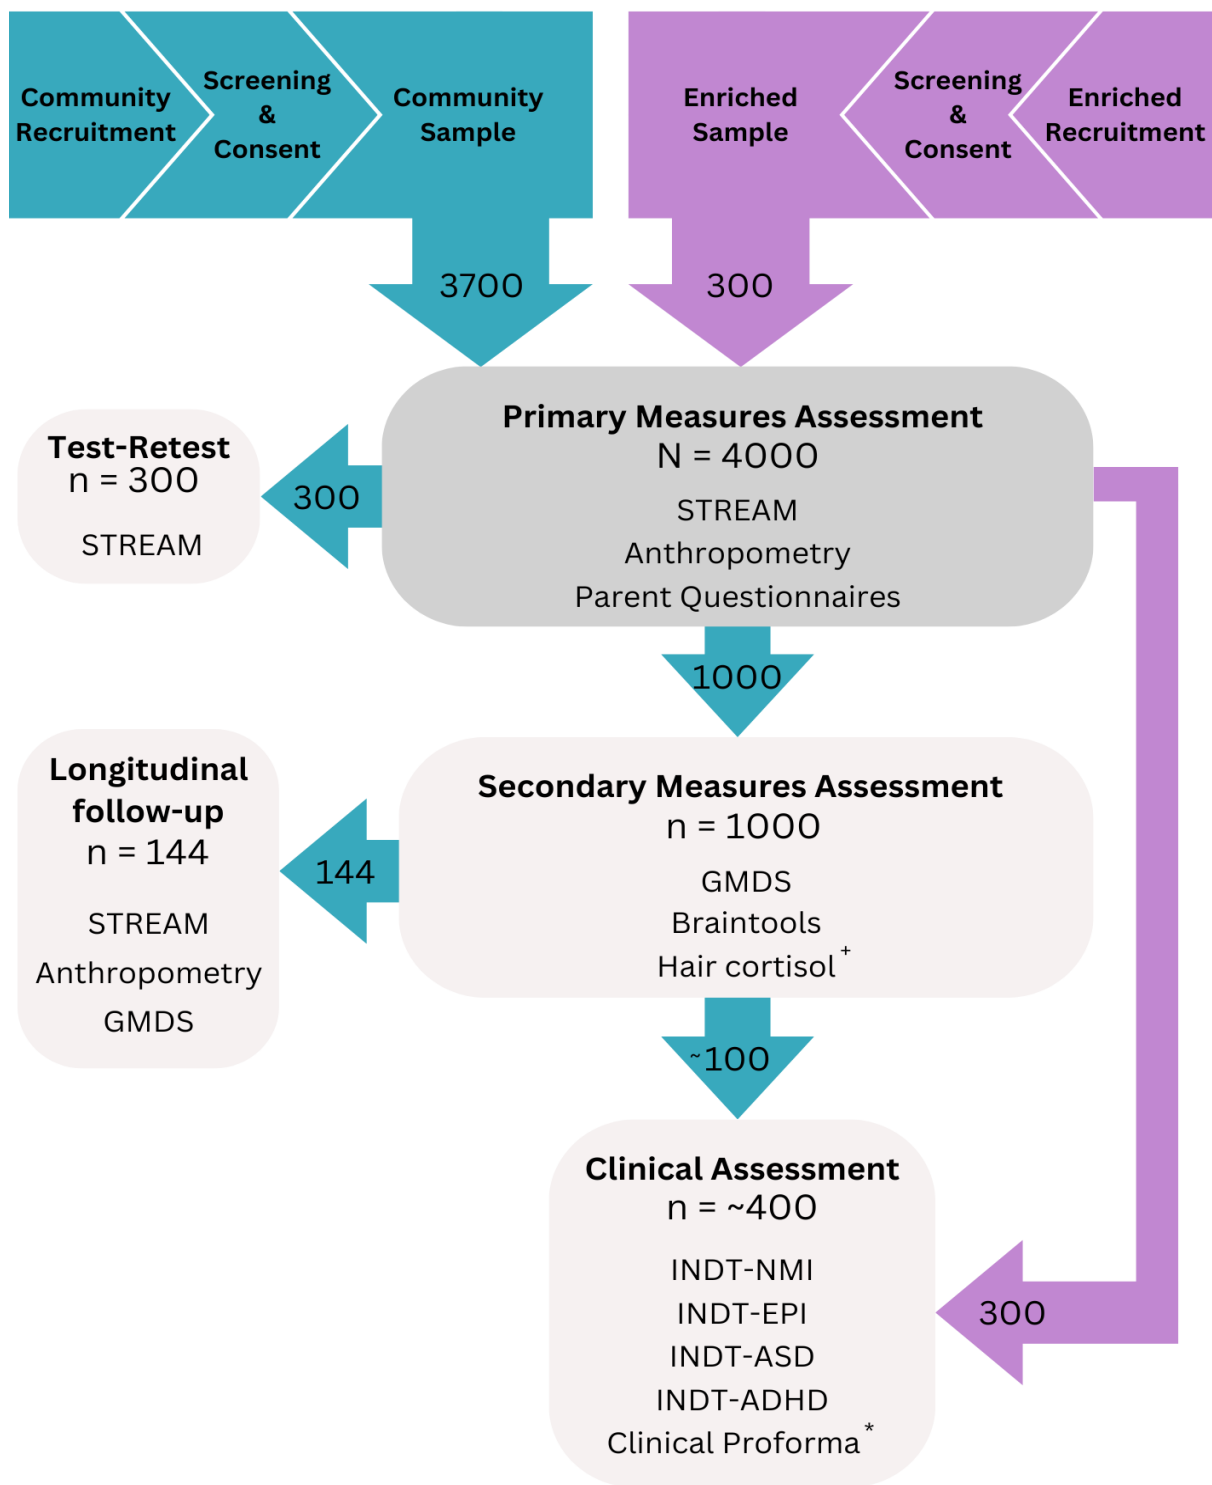 Community
Recruitment
Screening
&
Consent
Community
Sample
Enriched
Sample
Screening
&
Consent
Enriched
Recruitment
3700
300
Primary Measures Assessment
N = 4000
STREAM
Anthropometry
Parent Questionnaires
Test-Retest
n = 300
STREAM
300
1000
Secondary Measures Assessment
n = 1000
GMDS
Braintools
Hair cortisol +
Longitudinal
follow-up
n = 144
STREAM
Anthropometry
GMDS
144
~100
Clinical Assessment
n = ~400
INDT-NMI
INDT-EPI
INDT-ASD
INDT-ADHD
Clinical Proforma *
300